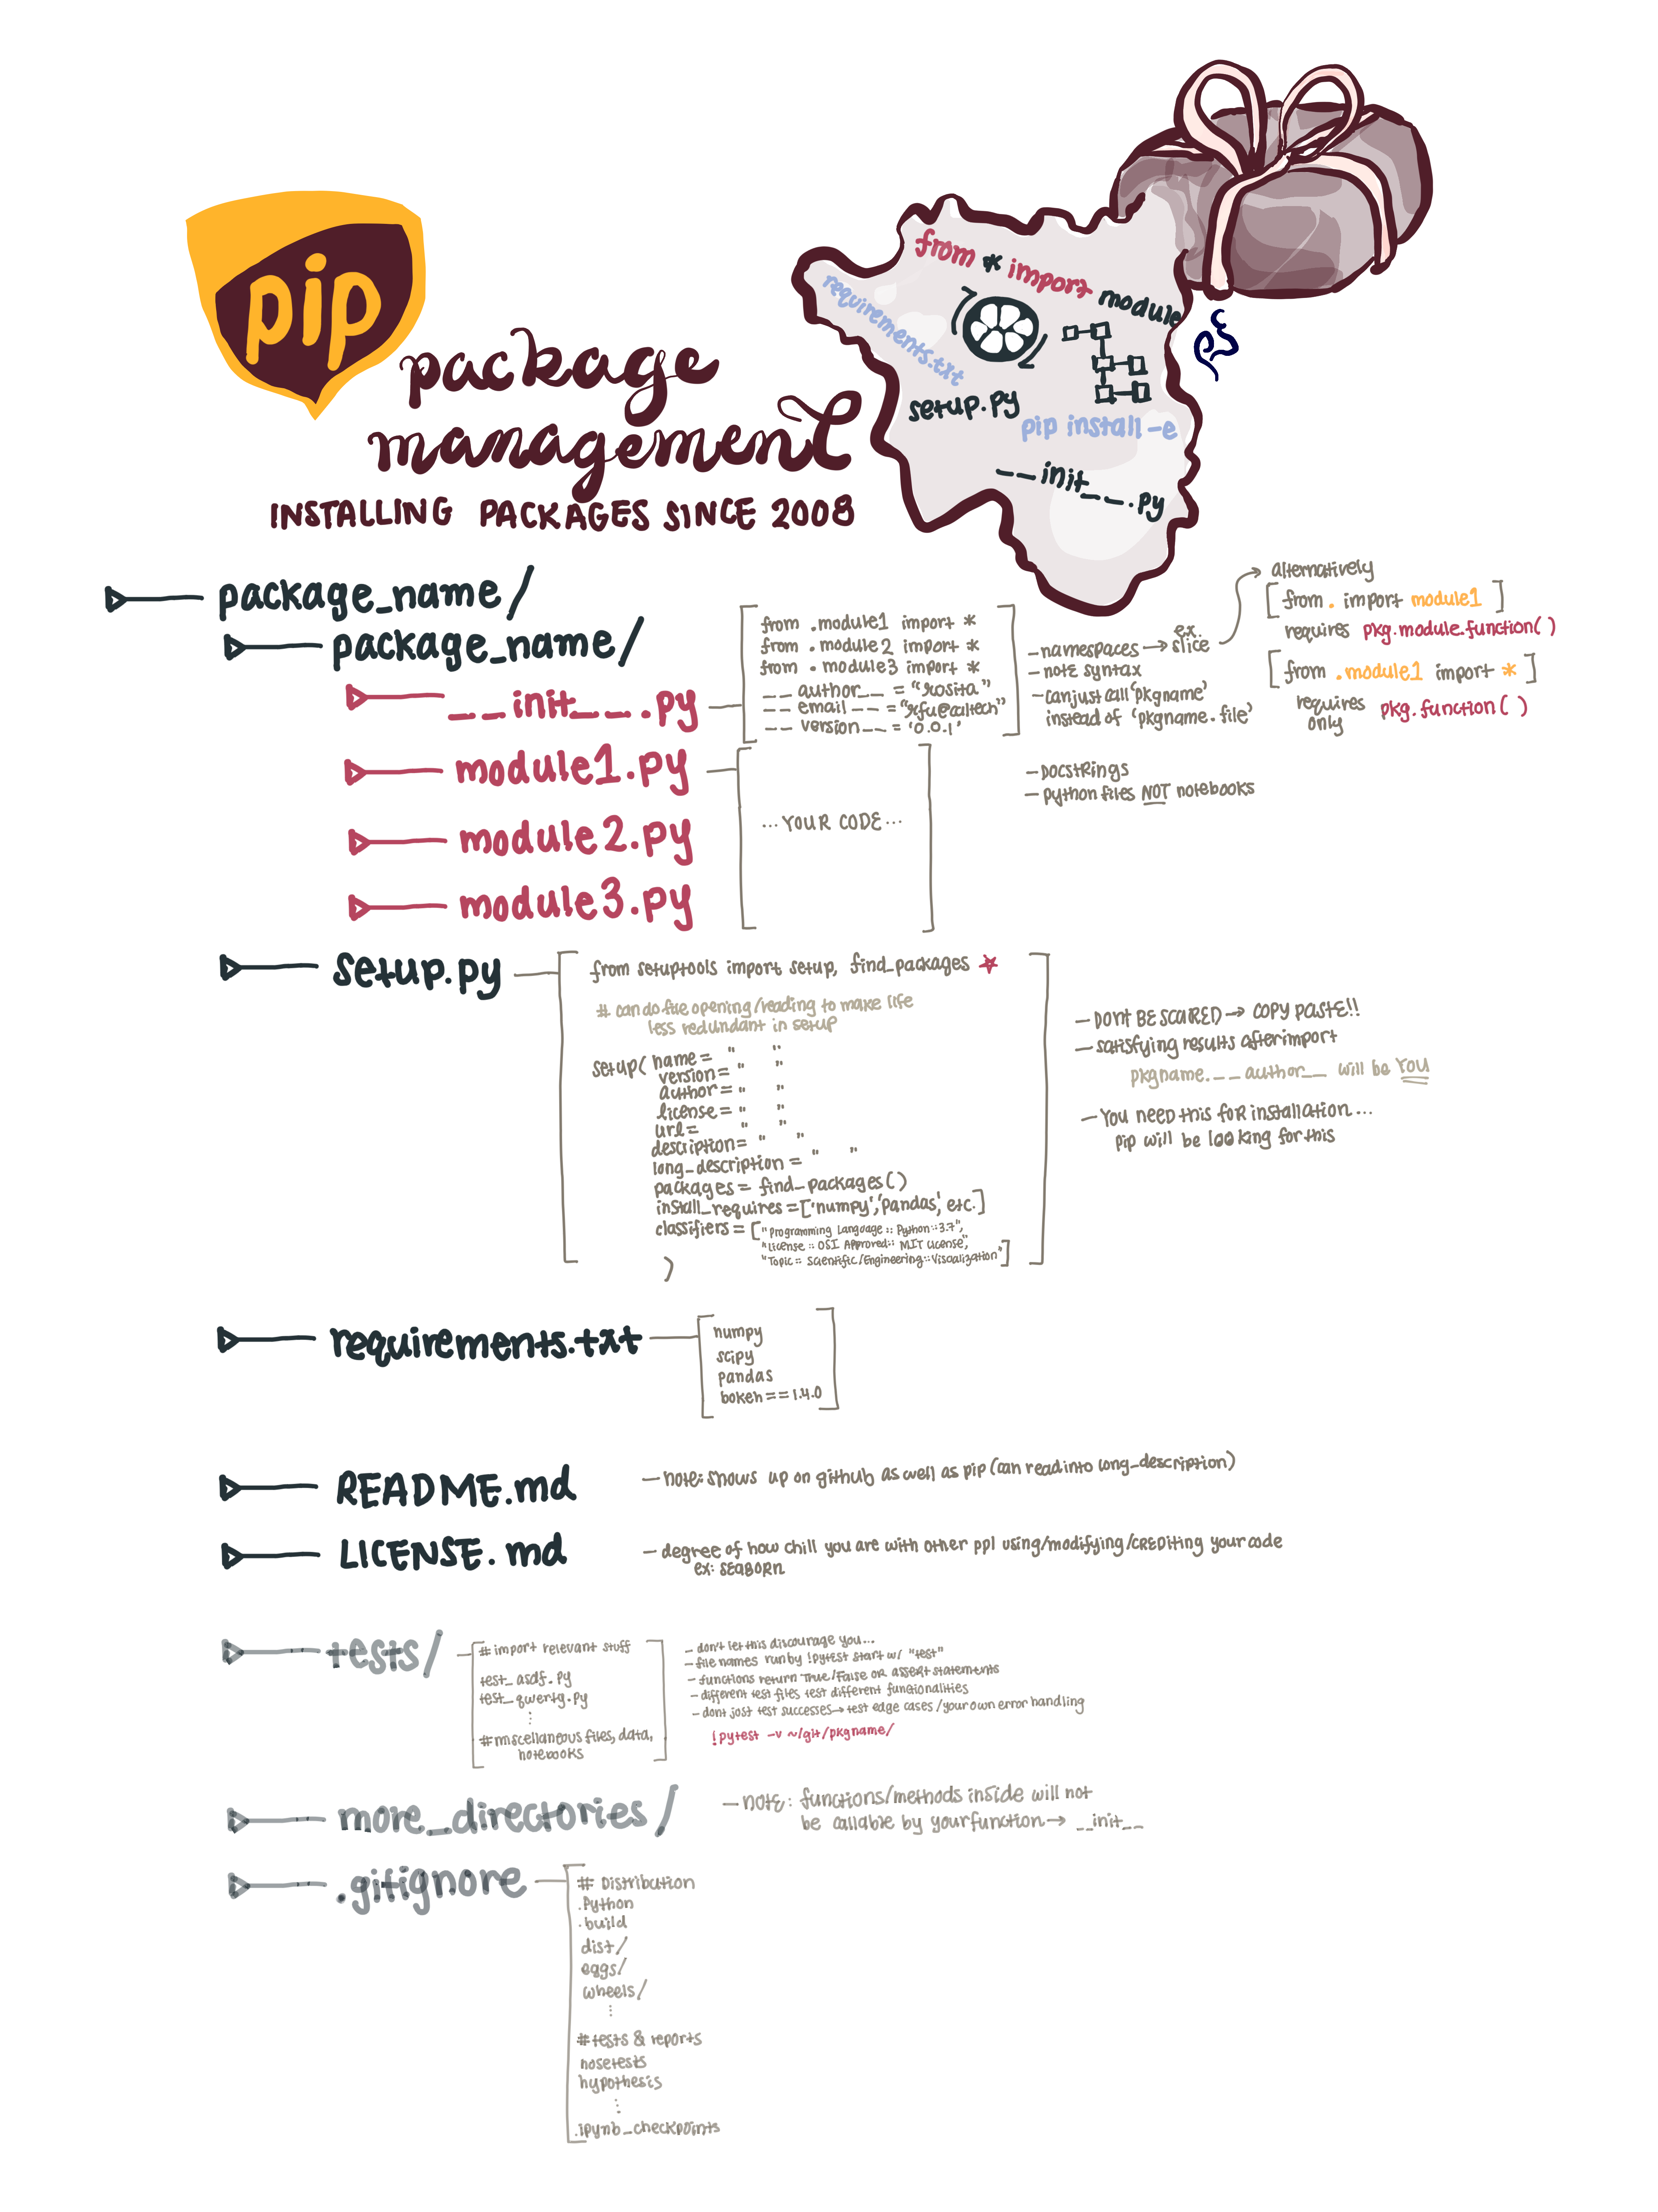 pip
package
management
INSTALLING PACKAGES SINCE 2008
from * import module
requirements.txt
setup.py
pip install -e
__init__.py
package_name/
package_name/
__init__.py
from .module1 import *
from .module2 import *
from .module3 import *
__author__ = "Rosita"
__email__ = "rfu@caltech"
__version__ = '0.0.1'
- namespaces → ex. slice
- note syntax
- can just call 'pkgname'
instead of 'pkgname.file'
alternatively
[from . import module1]
requires pkg.module.function()
[from .module1 import *]
requires only pkg.function()
module1.py
... YOUR CODE ...
- DOCSTRINGS
- python files NOT notebooks
module2.py
module3.py
setup.py
from setuptools import setup, find_packages
# can do file opening/reading to make life
less redundant in setup
setup( name = " "
version = " "
author = " "
license = " "
url = " "
description = " "
long_description = " "
packages = find_packages()
install_requires = ['numpy','pandas', etc.]
classifiers = ["Programming Language :: Python :: 3.7",
"License :: OSI Approved :: MIT License",
"Topic :: Scientific/Engineering :: Visualization"]
)
- DONT BE SCARED → COPY PASTE!!
- satisfying results after import
pkgname.__author__ will be YOU
- You need this for installation...
pip will be looking for this
requirements.txt
numpy
scipy
pandas
bokeh == 1.4.0
README.md
- note: shows up on github as well as pip (can read into long_description)
LICENSE.md
- degree of how chill you are with other ppl using/modifying/CREDITING your code
ex: SEABORN
tests/
# import relevant stuff
test_asdf.py
test_qwerty.py
⋮
# miscellaneous files, data,
notebooks
- don't let this discourage you...
- file names run by !pytest start w/ "test"
- functions return True/False OR assert statements
- different test files test different functionalities
- dont just test successes → test edge cases / your own error handling
!pytest -v ~/git/pkgname/
more_directories/
- note: functions/methods inside will not
be callable by your function → __init__
.gitignore
# Distribution
.Python
.build
dist/
eggs/
wheels/
⋮
# tests & reports
nosetests
hypothesis
⋮
.ipynb_checkpoints